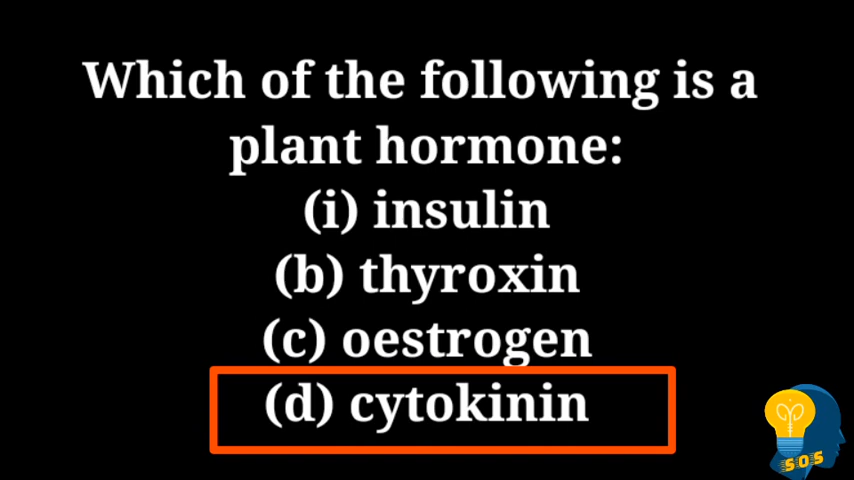 Which of the following is a
plant hormone:
(i) insulin
(b) thyroxin
(c) oestrogen
(d) cytokinin
SOS